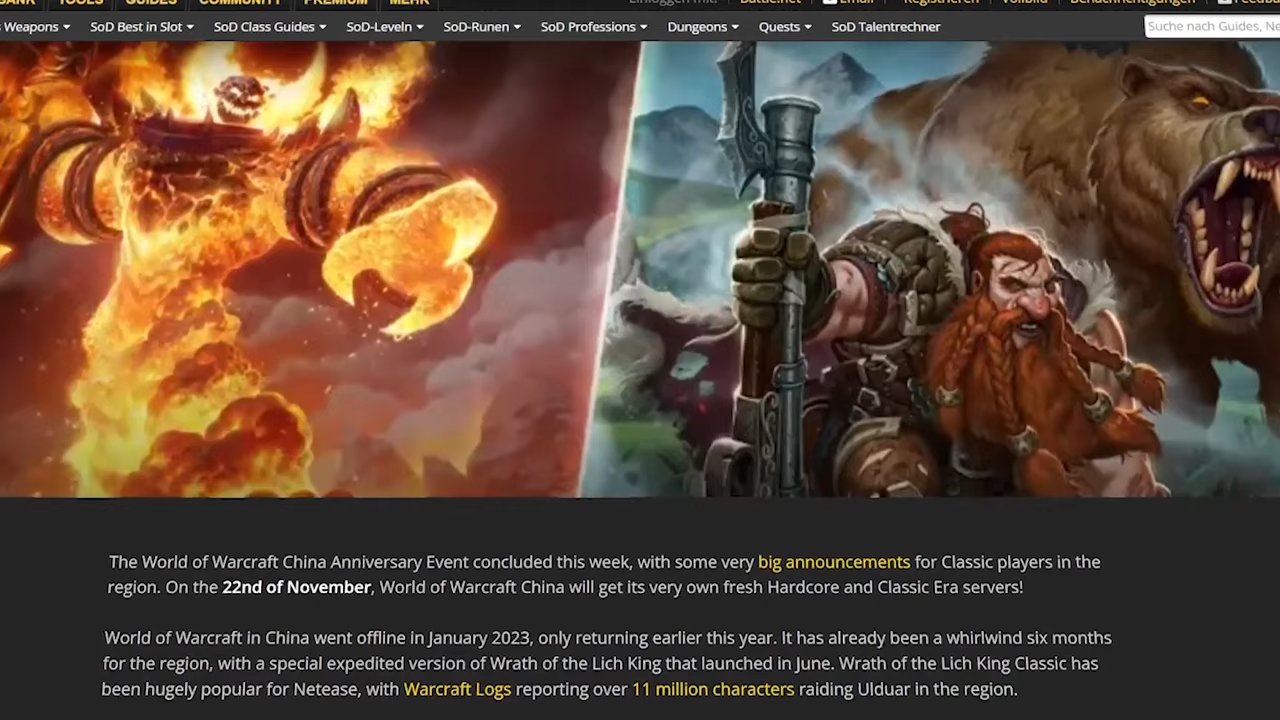 BANK TOOLS GUIDES COMMUNITY PREMIUM MEHR Einloggen mit: Battle.net Email Registrieren Vollbild Benachrichtigungen
Weapons SoD Best in Slot SoD Class Guides SoD-Leveln SoD-Runen SoD Professions Dungeons Quests SoD Talentrechner Suche nach Guides,
The World of Warcraft China Anniversary Event concluded this week, with some very big announcements for Classic players in the
region. On the 22nd of November, World of Warcraft China will get its very own fresh Hardcore and Classic Era servers!
World of Warcraft in China went offline in January 2023, only returning earlier this year. It has already been a whirlwind six months
for the region, with a special expedited version of Wrath of the Lich King that launched in June. Wrath of the Lich King Classic has
been hugely popular for Netease, with Warcraft Logs reporting over 11 million characters raiding Ulduar in the region.